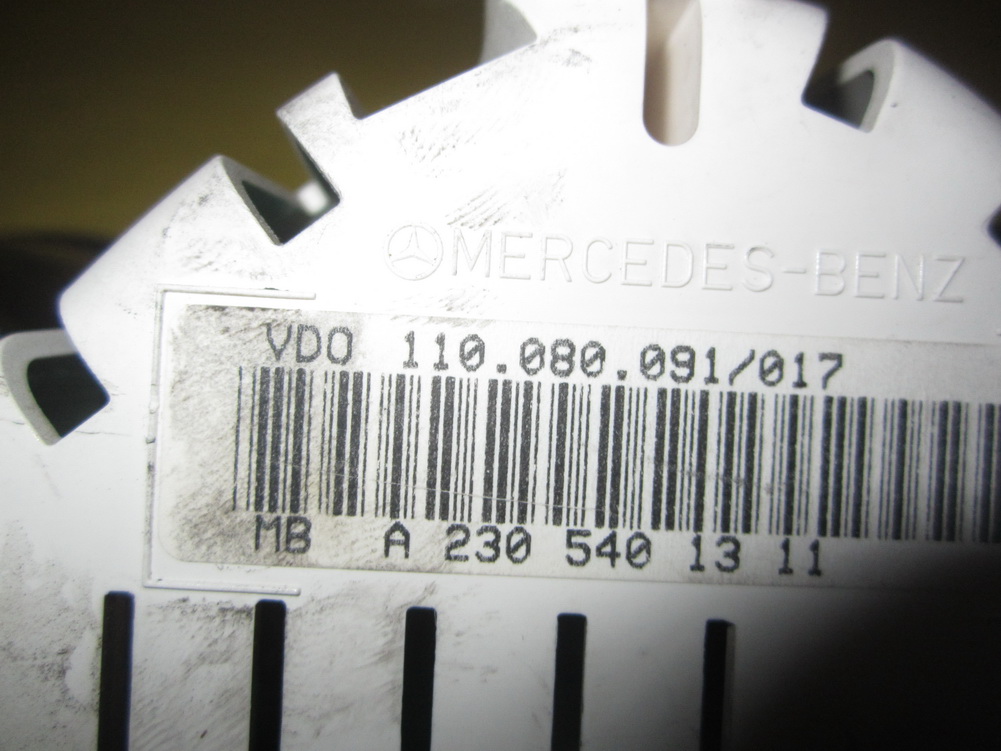 MERCEDES-BENZ
VDO 110.080.091/017
MB A 230 540 13 11